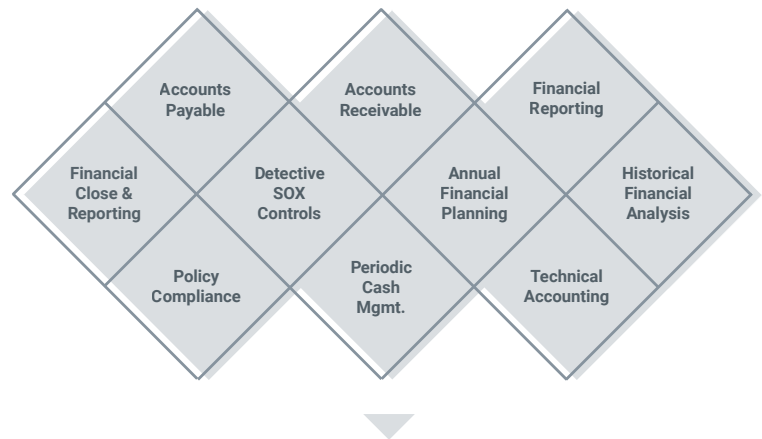 Accounts
Payable
Accounts
Receivable
Financial
Reporting
Financial
Close &
Reporting
Detective
SOX
Controls
Annual
Financial
Planning
Historical
Financial
Analysis
Policy
Compliance
Periodic
Cash
Mgmt.
Technical
Accounting